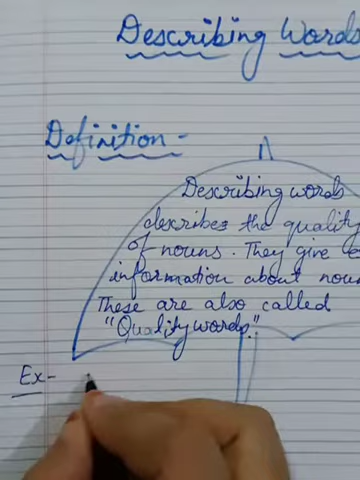 Describing Words
Definition -
Describing words
describes the quality
of nouns. They give
information about
These are also called
"Quality words."
Ex-